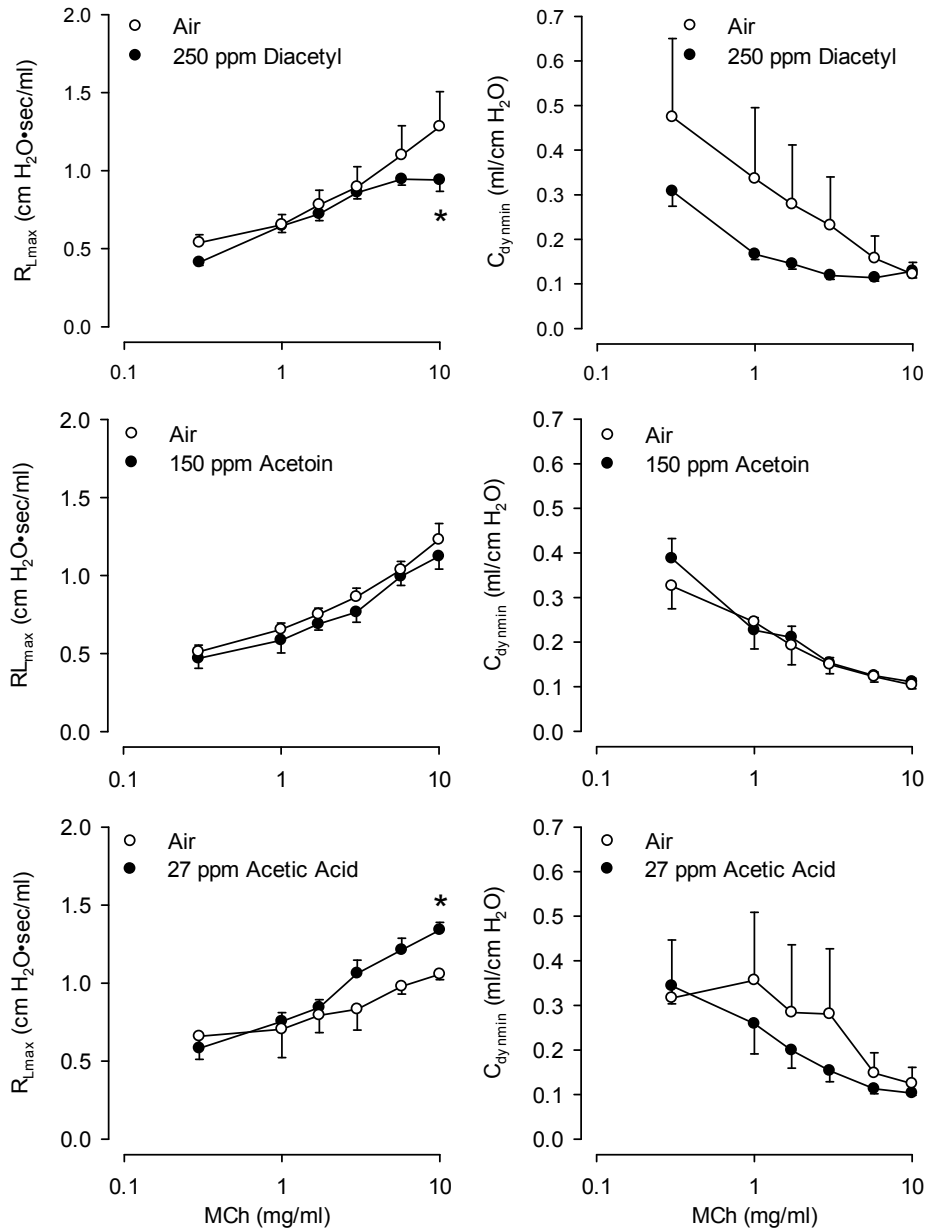 Air
250 ppm Diacetyl
R_Lmax (cm H₂O•sec/ml)
2.0
1.5
1.0
0.5
0.0
*
0.1
1
10
Air
250 ppm Diacetyl
C_dynmin (ml/cm H₂O)
0.7
0.6
0.5
0.4
0.3
0.2
0.1
0.0
0.1
1
10
Air
150 ppm Acetoin
RL_max (cm H₂O•sec/ml)
2.0
1.5
1.0
0.5
0.0
0.1
1
10
Air
150 ppm Acetoin
C_dynmin (ml/cm H₂O)
0.7
0.6
0.5
0.4
0.3
0.2
0.1
0.0
0.1
1
10
Air
27 ppm Acetic Acid
R_Lmax (cm H₂O•sec/ml)
2.0
1.5
1.0
0.5
0.0
*
0.1
1
10
MCh (mg/ml)
Air
27 ppm Acetic Acid
C_dynmin (ml/cm H₂O)
0.7
0.6
0.5
0.4
0.3
0.2
0.1
0.0
0.1
1
10
MCh (mg/ml)